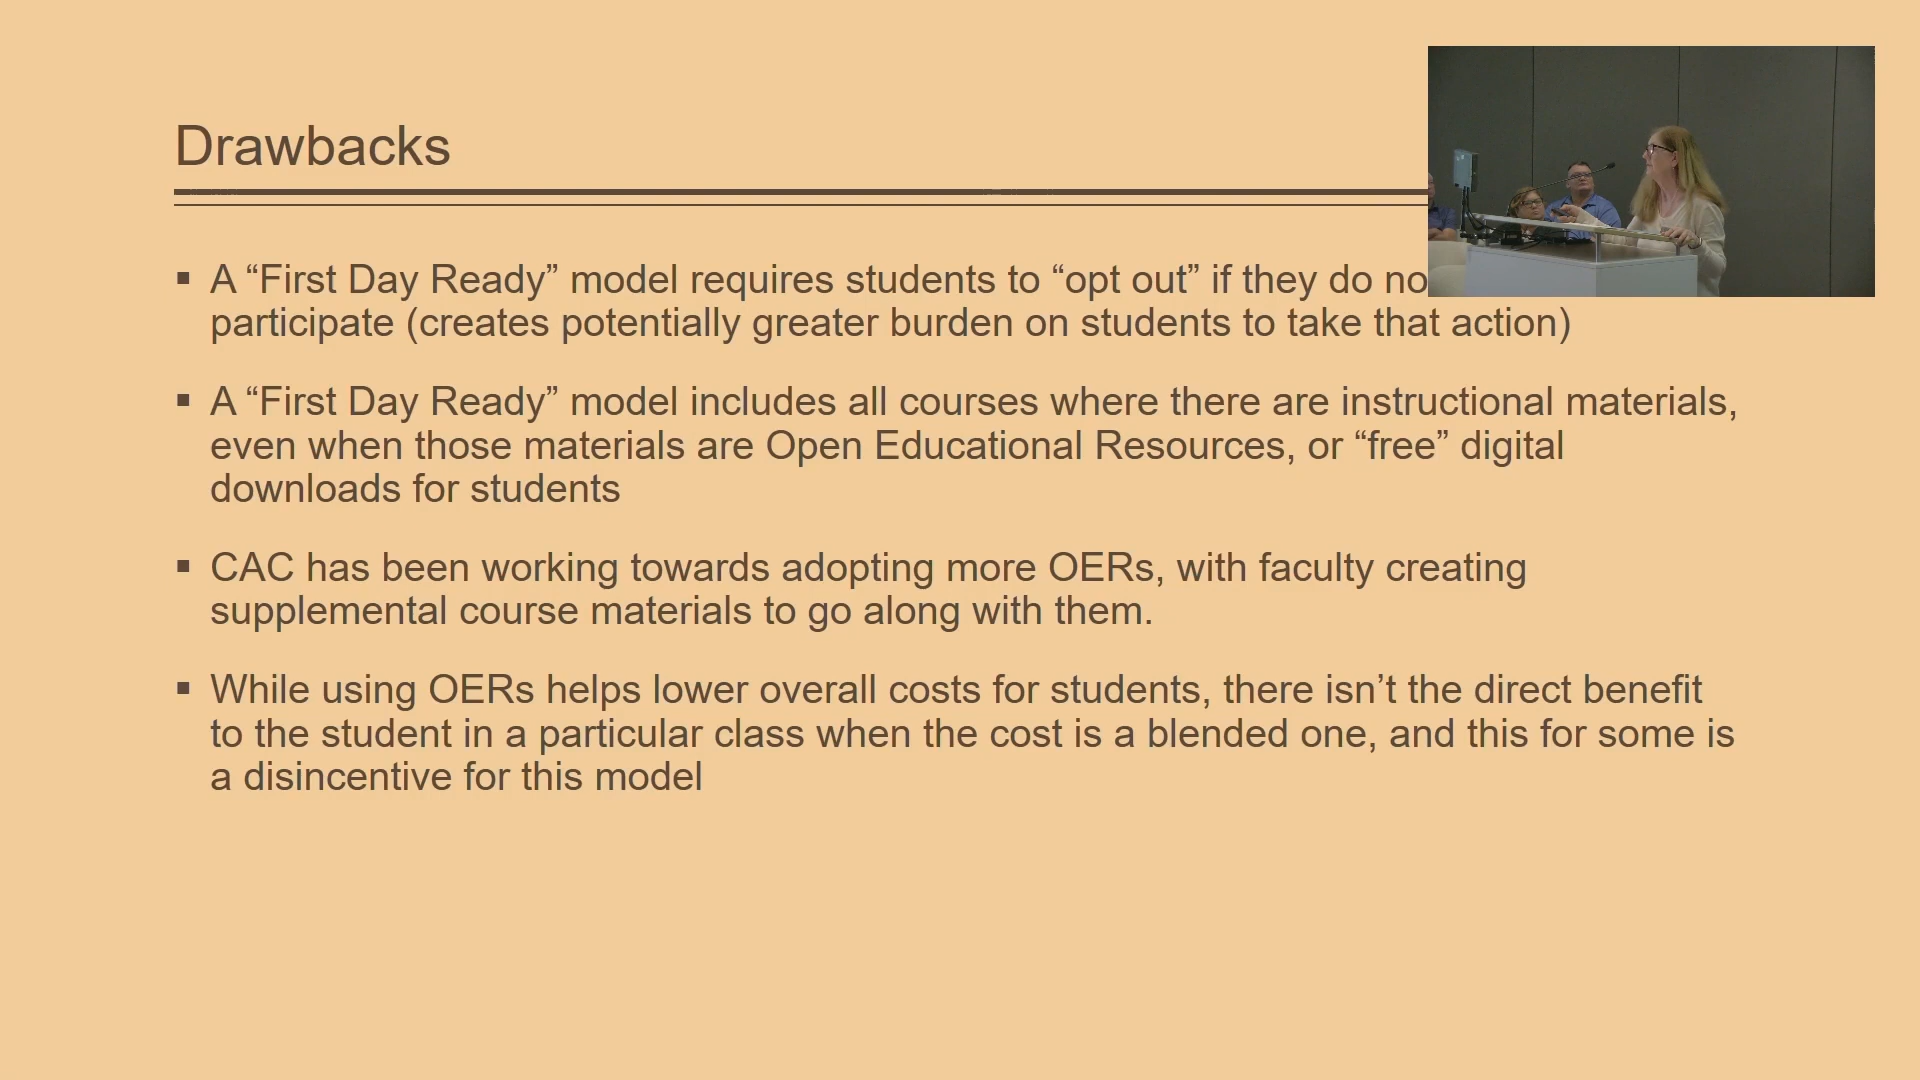 Drawbacks
▪ A “First Day Ready” model requires students to “opt out” if they do
participate (creates potentially greater burden on students to take that action)
▪ A “First Day Ready” model includes all courses where there are instructional materials,
even when those materials are Open Educational Resources, or “free” digital
downloads for students
▪ CAC has been working towards adopting more OERs, with faculty creating
supplemental course materials to go along with them.
▪ While using OERs helps lower overall costs for students, there isn’t the direct benefit
to the student in a particular class when the cost is a blended one, and this for some is
a disincentive for this model